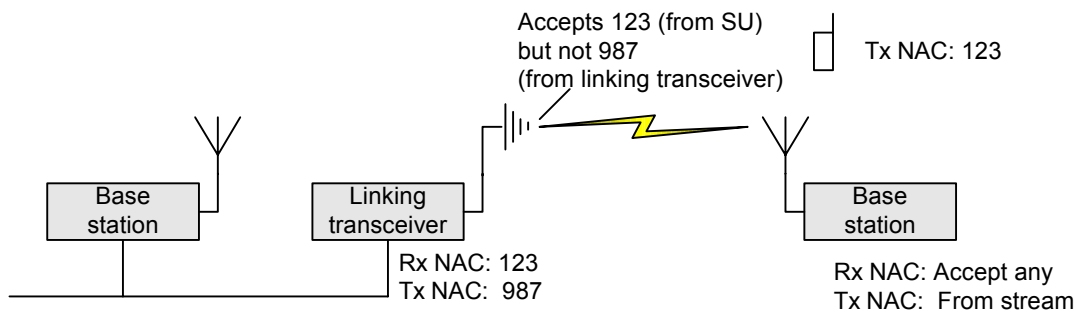 Accepts 123 (from SU)
but not 987
(from linking transceiver)
Tx NAC: 123
Base
station
Linking
transceiver
Base
station
Rx NAC: 123
Tx NAC: 987
Rx NAC: Accept any
Tx NAC: From stream